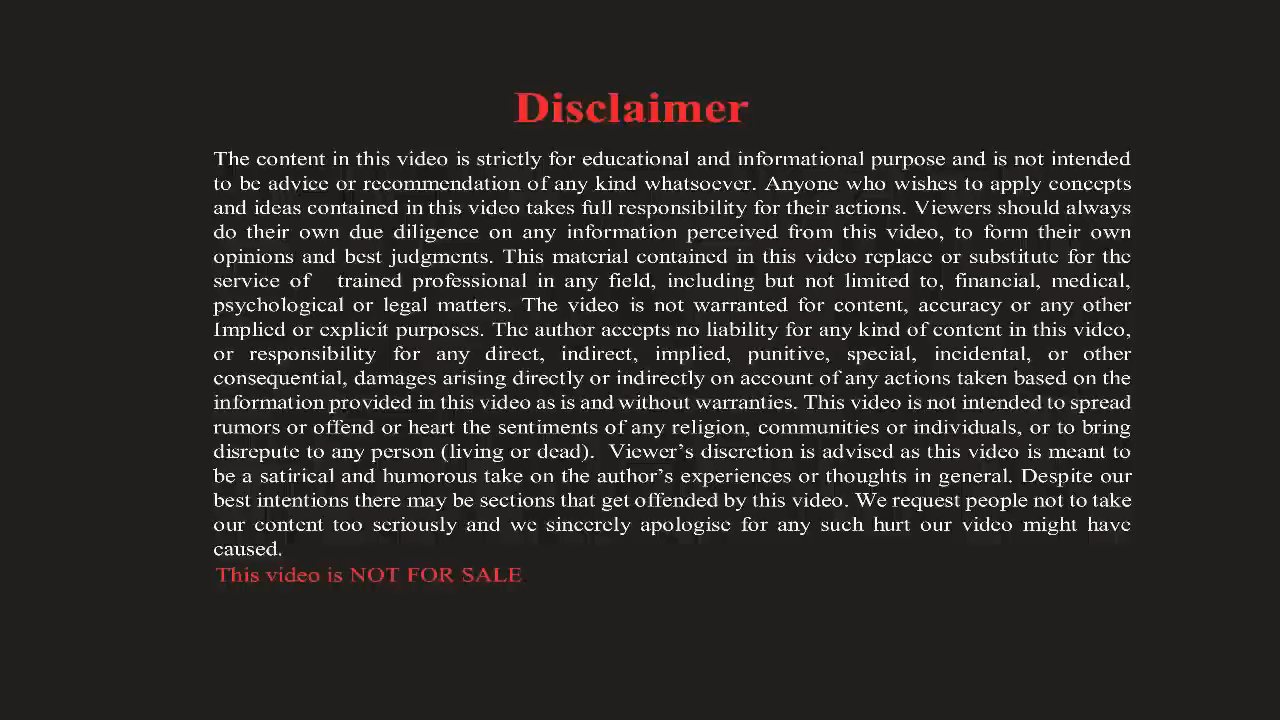 Disclaimer
The content in this video is strictly for educational and informational purpose and is not intended
to be advice or recommendation of any kind whatsoever. Anyone who wishes to apply concepts
and ideas contained in this video takes full responsibility for their actions. Viewers should always
do their own due diligence on any information perceived from this video, to form their own
opinions and best judgments. This material contained in this video replace or substitute for the
service of trained professional in any field, including but not limited to, financial, medical,
psychological or legal matters. The video is not warranted for content, accuracy or any other
Implied or explicit purposes. The author accepts no liability for any kind of content in this video,
or responsibility for any direct, indirect, implied, punitive, special, incidental, or other
consequential, damages arising directly or indirectly on account of any actions taken based on the
information provided in this video as is and without warranties. This video is not intended to spread
rumors or offend or heart the sentiments of any religion, communities or individuals, or to bring
disrepute to any person (living or dead). Viewer’s discretion is advised as this video is meant to
be a satirical and humorous take on the author’s experiences or thoughts in general. Despite our
best intentions there may be sections that get offended by this video. We request people not to take
our content too seriously and we sincerely apologise for any such hurt our video might have
caused.
This video is NOT FOR SALE